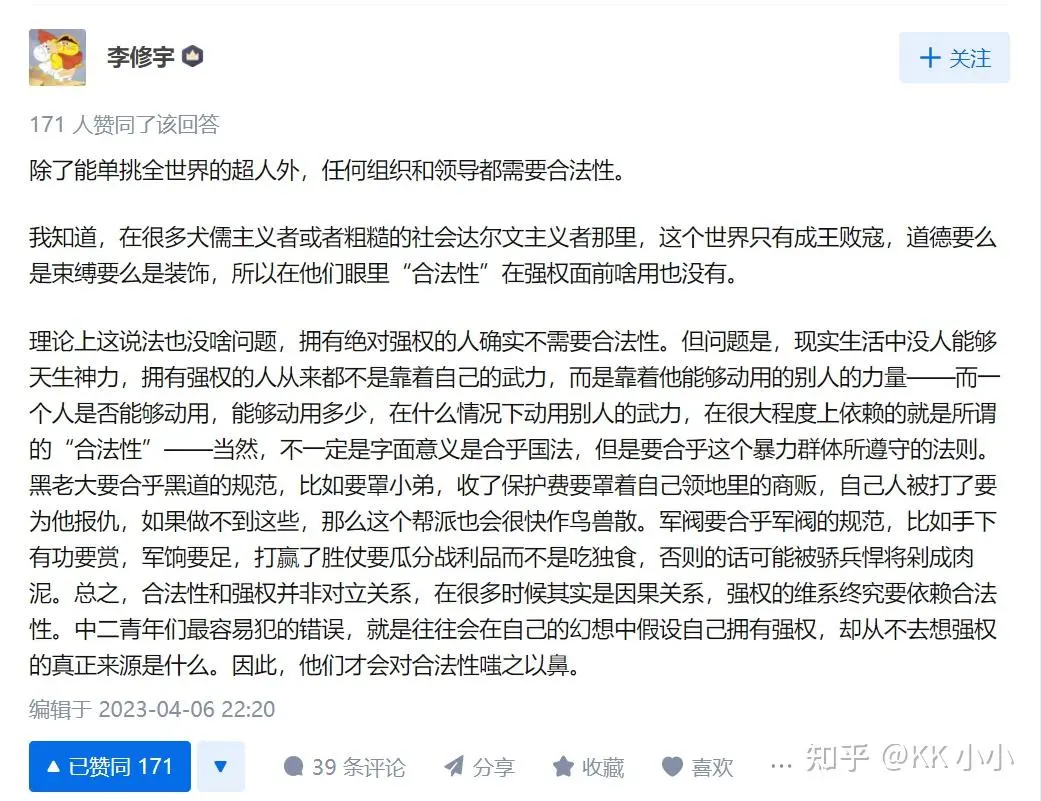 李修宇
+ 关注
171 人赞同了该回答
除了能单挑全世界的超人外，任何组织和领导都需要合法性。
我知道，在很多犬儒主义者或者粗糙的社会达尔文主义者那里，这个世界只有成王败寇，道德要么
是束缚要么是装饰，所以在他们眼里“合法性”在强权面前啥用也没有。
理论上这说法也没啥问题，拥有绝对强权的人确实不需要合法性。但问题是，现实生活中没人能够
天生神力，拥有强权的人从来都不是靠着自己的武力，而是靠着他能够动用的别人的力量——而一
个人是否能够动用，能够动用多少，在什么情况下动用别人的武力，在很大程度上依赖的就是所谓
的“合法性”——当然，不一定是字面意义是合乎国法，但是要合乎这个暴力群体所遵守的法则。
黑老大要合乎黑道的规范，比如要罩小弟，收了保护费要罩着自己领地里的商贩，自己人被打了要
为他报仇，如果做不到这些，那么这个帮派也会很快作鸟兽散。军阀要合乎军阀的规范，比如手下
有功要赏，军饷要足，打赢了胜仗要瓜分战利品而不是吃独食，否则的话可能被骄兵悍将剁成肉
泥。总之，合法性和强权并非对立关系，在很多时候其实是因果关系，强权的维系终究要依赖合法
性。中二青年们最容易犯的错误，就是往往会在自己的幻想中假设自己拥有强权，却从不去想强权
的真正来源是什么。因此，他们才会对合法性嗤之以鼻。
编辑于 2023-04-06 22:20
已赞同 171 39 条评论 分享 收藏 喜欢 ···
知乎 @KK小小